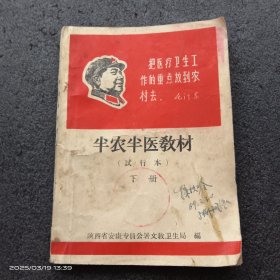 把医疗卫生工
作的重点放到农
村去.
半农半医教材
(试行本)
下册
陕西省安康专员公署文教卫生局 编
2025/03/19 13:39